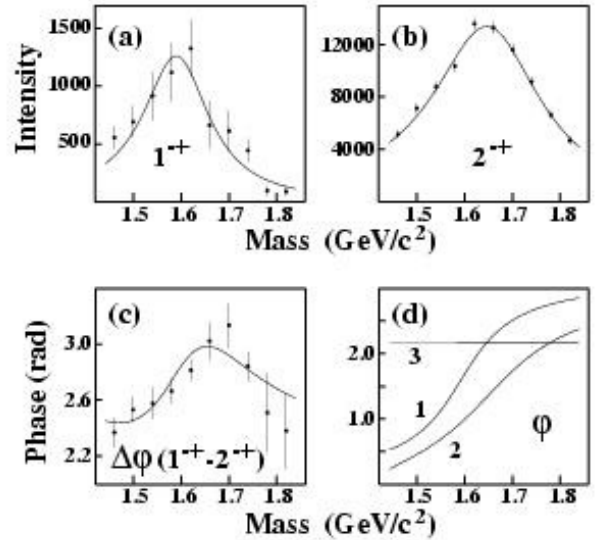 (a)
Intensity
1500
1000
500
1⁻⁺
1.5 1.6 1.7 1.8
(b)
12000
8000
4000
2⁻⁺
1.5 1.6 1.7 1.8
Mass (GeV/c²)
(c)
Phase (rad)
3.0
2.6
2.2
Δφ(1⁻⁺-2⁻⁺)
1.5 1.6 1.7 1.8
(d)
2.0
1.0
3
1
2
φ
1.5 1.6 1.7 1.8
Mass (GeV/c²)